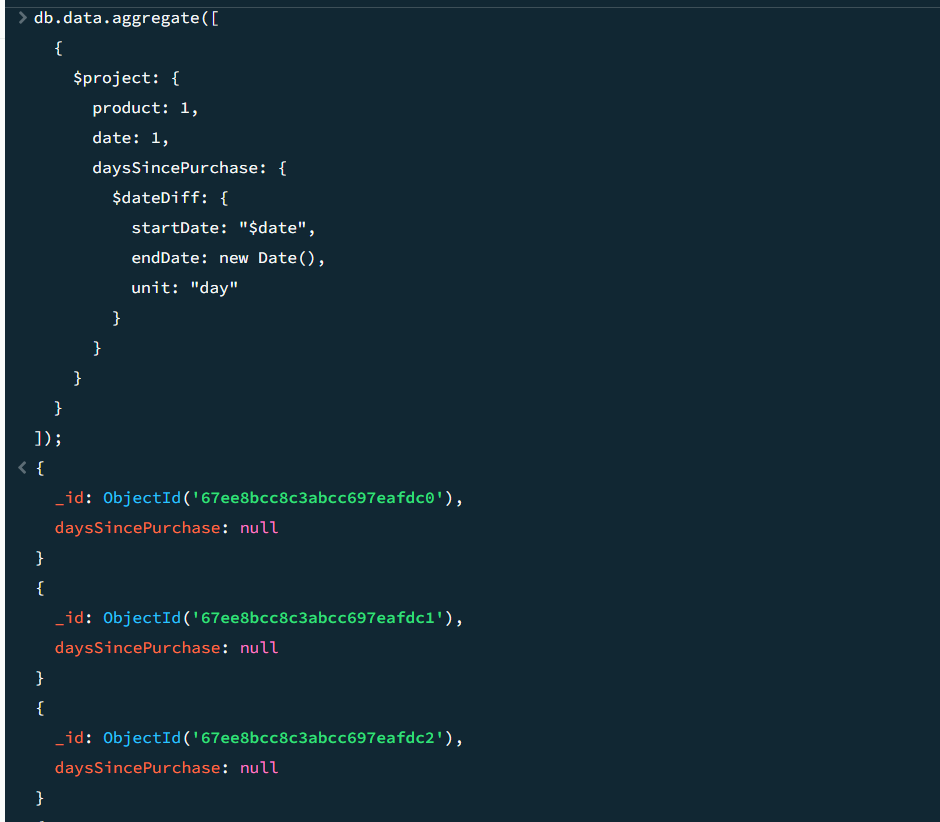 > db.data.aggregate([
    {
      $project: {
        product: 1,
        date: 1,
        daysSincePurchase: {
          $dateDiff: {
            startDate: "$date",
            endDate: new Date(),
            unit: "day"
          }
        }
      }
    }
  ]);
< {
    _id: ObjectId('67ee8bcc8c3abcc697eafdc0'),
    daysSincePurchase: null
  }
  {
    _id: ObjectId('67ee8bcc8c3abcc697eafdc1'),
    daysSincePurchase: null
  }
  {
    _id: ObjectId('67ee8bcc8c3abcc697eafdc2'),
    daysSincePurchase: null
  }